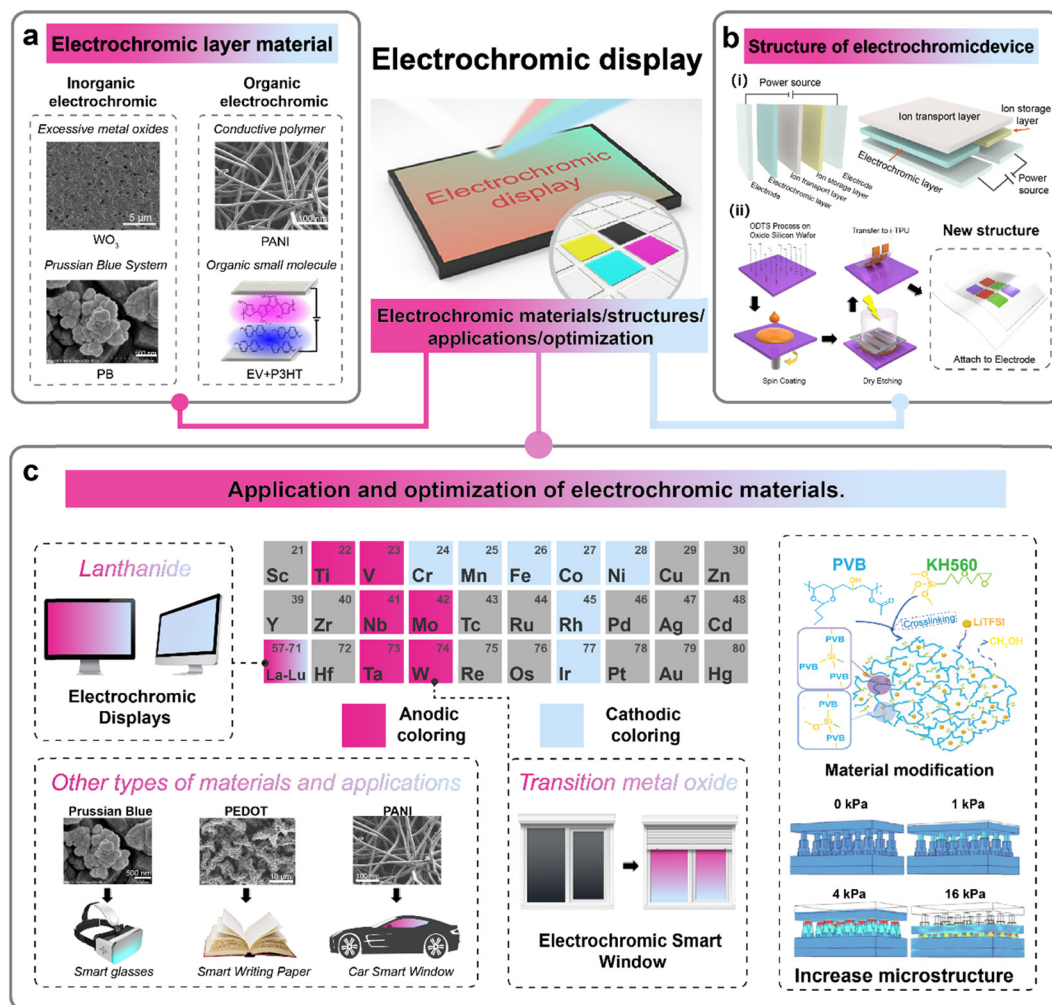 a
Electrochromic layer material
Inorganic
electrochromic
Organic
electrochromic
Excessive metal oxides
Conductive polymer
5 μm
100 nm
WO3
PANI
Prussian Blue System
Organic small molecule
500 nm
PB
EV+P3HT
Electrochromic display
Electrochromic
display
Electrochromic materials/structures/
applications/optimization
b
Structure of electrochromicdevice
(i)
Power source
Electrode
Electrochromic layer
Ion transport layer
Ion storage layer
Electrode
Ion transport layer
Ion storage
layer
Electrochromic layer
Power
source
(ii)
ODTS Process on
Oxide Silicon Wafer
Transfer to i-TPU
New structure
Spin Coating
Dry Etching
Attach to Electrode
c
Application and optimization of electrochromic materials.
Lanthanide
Electrochromic
Displays
21 22 23 24 25 26 27 28 29 30
Sc Ti V Cr Mn Fe Co Ni Cu Zn
39 40 41 42 43 44 45 46 47 48
Y Zr Nb Mo Tc Ru Rh Pd Ag Cd
57-71 72 73 74 75 76 77 78 79 80
La-Lu Hf Ta W Re Os Ir Pt Au Hg
Anodic
coloring
Cathodic
coloring
Other types of materials and applications
Prussian Blue
PEDOT
PANI
500 nm
10 μm
100 nm
Smart glasses
Smart Writing Paper
Car Smart Window
Transition metal oxide
Electrochromic Smart
Window
PVB
KH560
OH
Crosslinking
LiTFSI
CH3OH
PVB
PVB
PVB
PVB
PVB
PVB
Material modification
0 kPa
1 kPa
4 kPa
16 kPa
Increase microstructure